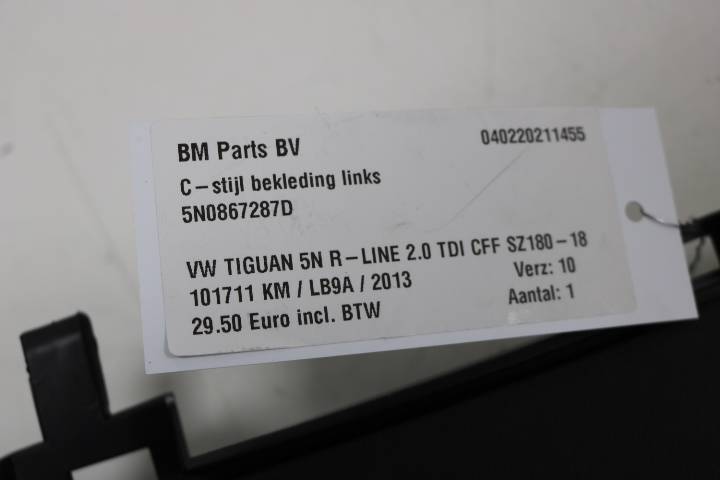 BM Parts BV
040220211455
C-stijl bekleding links
5N0867287D
VW TIGUAN 5N R-LINE 2.0 TDI CFF SZ180-18
101711 KM / LB9A / 2013
Verz: 10
29.50 Euro incl. BTW
Aantal: 1